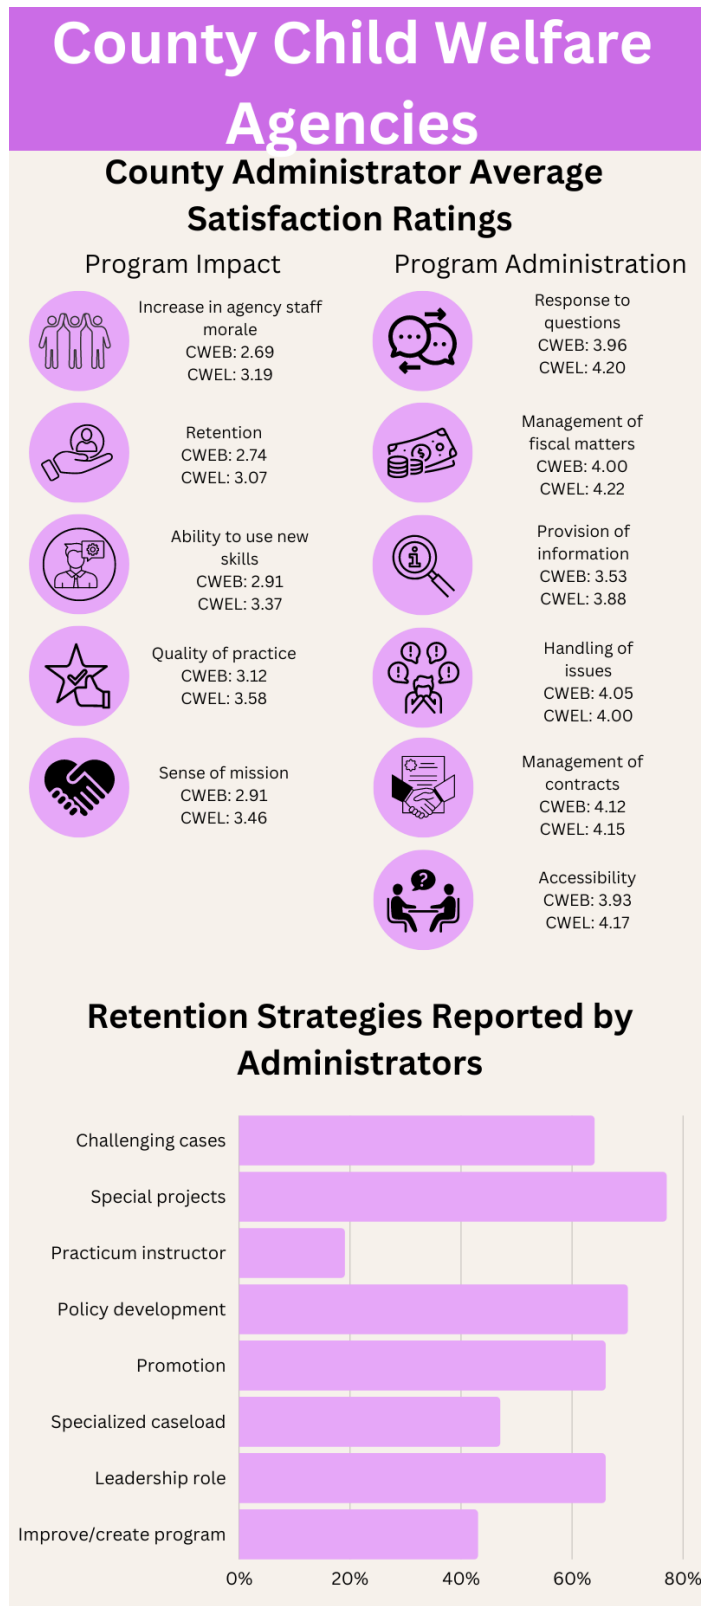 County Child Welfare
Agencies
County Administrator Average
Satisfaction Ratings
Program Impact
Increase in agency staff
morale
CWEB: 2.69
CWEL: 3.19
Retention
CWEB: 2.74
CWEL: 3.07
Ability to use new
skills
CWEB: 2.91
CWEL: 3.37
Quality of practice
CWEB: 3.12
CWEL: 3.58
Sense of mission
CWEB: 2.91
CWEL: 3.46
Program Administration
Response to
questions
CWEB: 3.96
CWEL: 4.20
Management of
fiscal matters
CWEB: 4.00
CWEL: 4.22
Provision of
information
CWEB: 3.53
CWEL: 3.88
Handling of
issues
CWEB: 4.05
CWEL: 4.00
Management of
contracts
CWEB: 4.12
CWEL: 4.15
Accessibility
CWEB: 3.93
CWEL: 4.17
Retention Strategies Reported by
Administrators
Challenging cases
Special projects
Practicum instructor
Policy development
Promotion
Specialized caseload
Leadership role
Improve/create program
0% 20% 40% 60% 80%